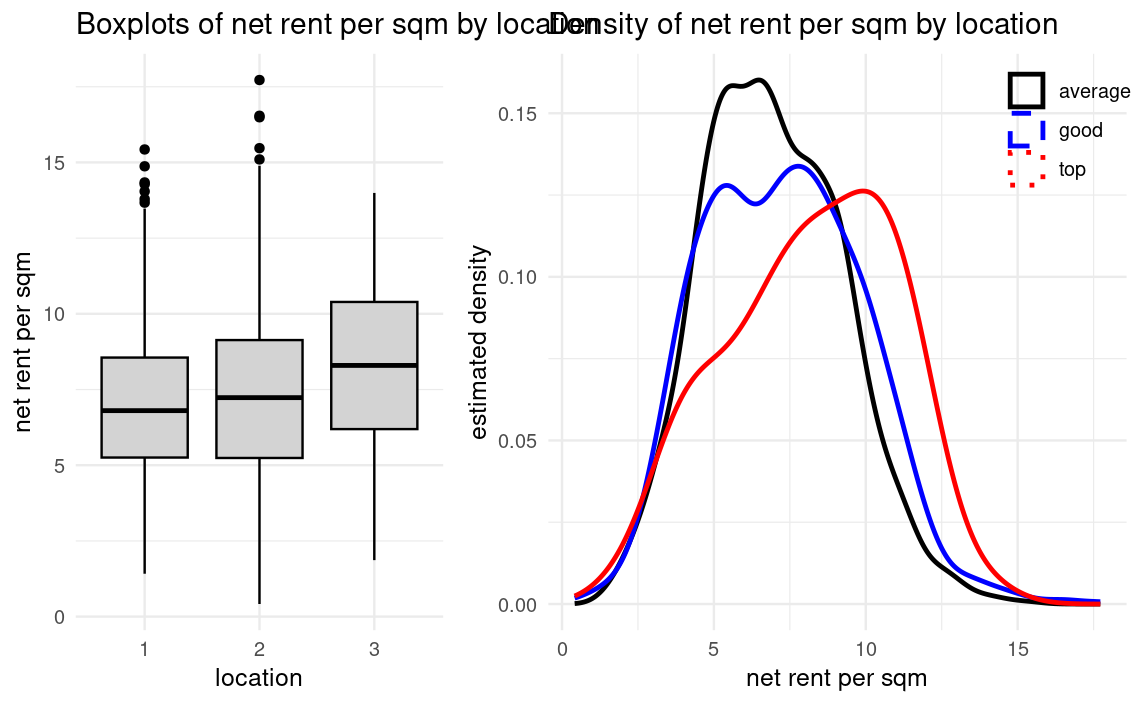 Boxplots of net rent per sqm by location
Density of net rent per sqm by location
net rent per sqm
15
10
5
0
1 2 3
location
estimated density
0.15
0.10
0.05
0.00
0 5 10 15
net rent per sqm
average
good
top